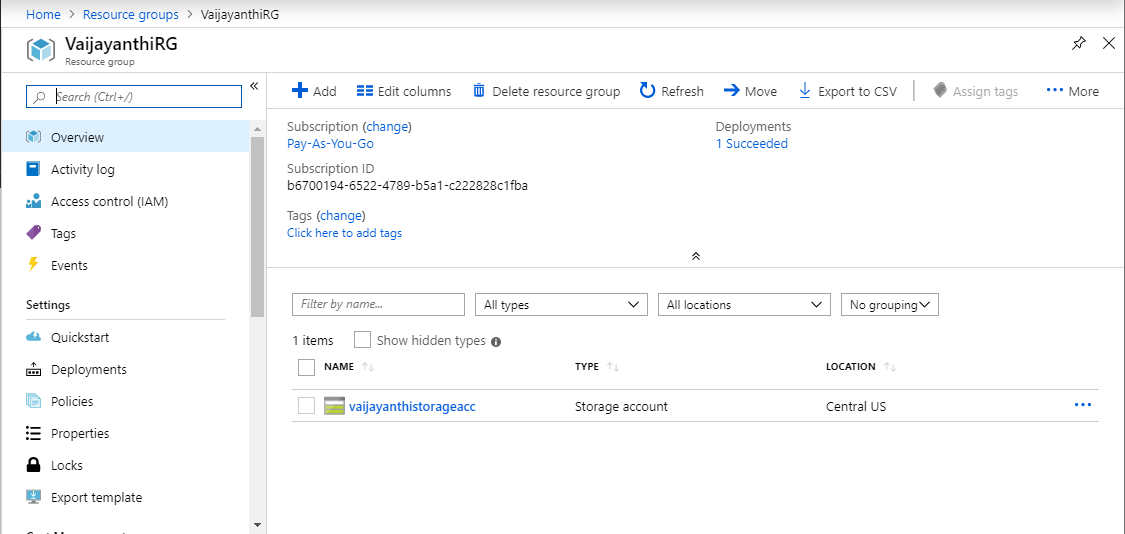 Home > Resource groups > VaijayanthiRG
VaijayanthiRG
Resource group
Search (Ctrl+/)
«
Overview
Activity log
Access control (IAM)
Tags
Events
Settings
Quickstart
Deployments
Policies
Properties
Locks
Export template
Add Edit columns Delete resource group Refresh Move Export to CSV Assign tags ··· More
Subscription (change)
Pay-As-You-Go
Deployments
1 Succeeded
Subscription ID
b6700194-6522-4789-b5a1-c222828c1fba
Tags (change)
Click here to add tags
Filter by name... All types All locations No grouping
1 items Show hidden types
NAME TYPE LOCATION
vaijayanthistorageacc Storage account Central US ···